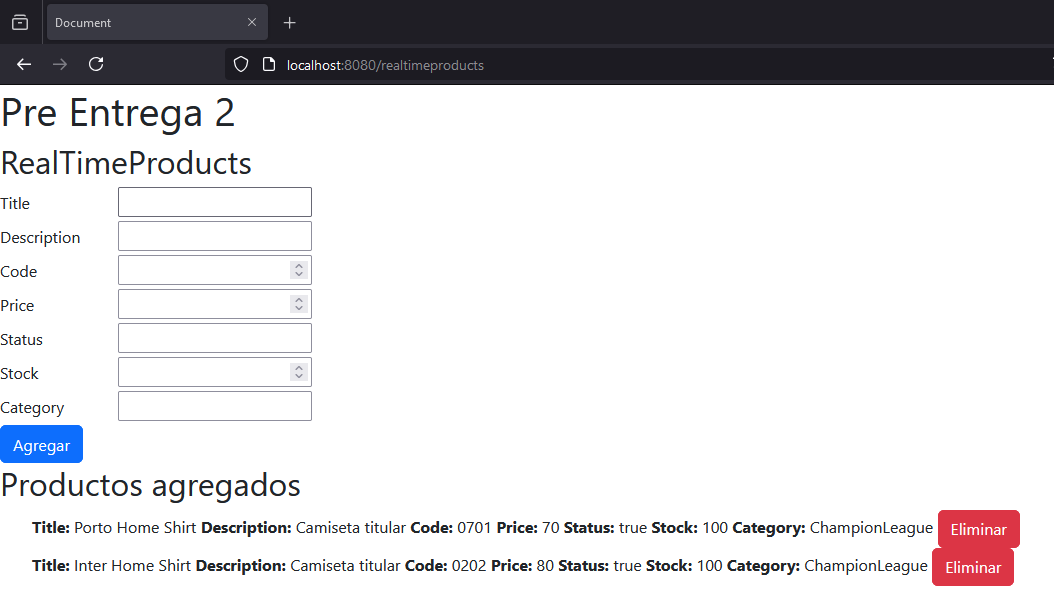 Document
localhost:8080/realtimeproducts
Pre Entrega 2
RealTimeProducts
Title
Description
Code
Price
Status
Stock
Category
Agregar
Productos agregados
Title: Porto Home Shirt Description: Camiseta titular Code: 0701 Price: 70 Status: true Stock: 100 Category: ChampionLeague Eliminar
Title: Inter Home Shirt Description: Camiseta titular Code: 0202 Price: 80 Status: true Stock: 100 Category: ChampionLeague Eliminar